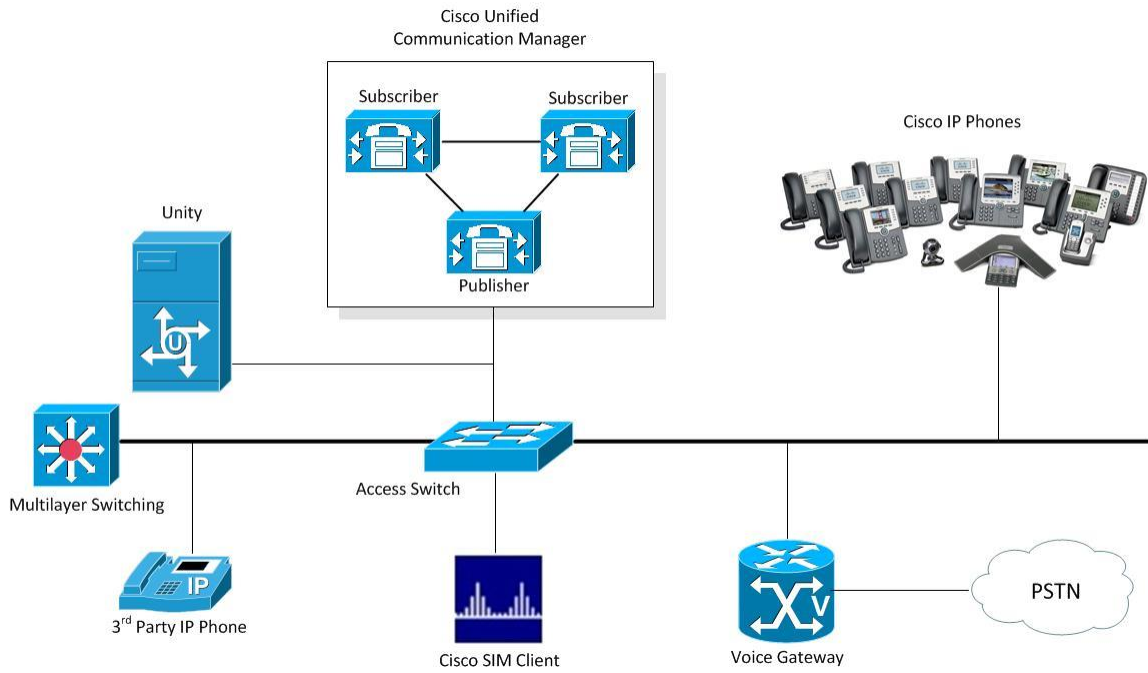 Cisco Unified
Communication Manager
Subscriber
Subscriber
Publisher
Cisco IP Phones
Unity
U
Multilayer Switching
Access Switch
IP
3rd Party IP Phone
Cisco SIM Client
V
Voice Gateway
PSTN